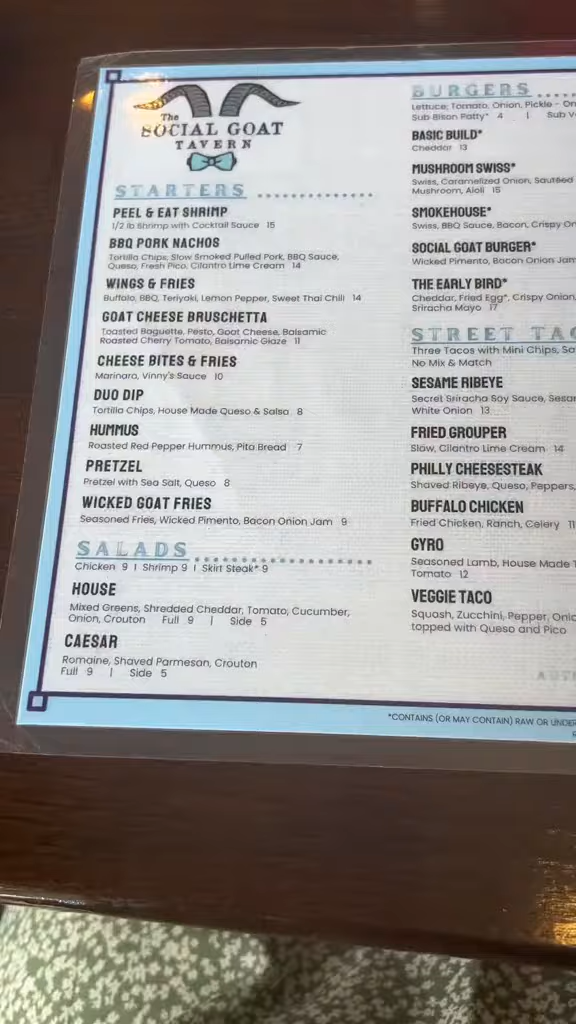 The
SOCIAL GOAT
TAVERN
STARTERS
PEEL & EAT SHRIMP
1/2 lb Shrimp with Cocktail Sauce 15
BBQ PORK NACHOS
Tortilla Chips, Slow Smoked Pulled Pork, BBQ Sauce,
Queso, Fresh Pico, Cilantro Lime Cream 14
WINGS & FRIES
Buffalo, BBQ, Teriyaki, Lemon Pepper, Sweet Thai Chili 14
GOAT CHEESE BRUSCHETTA
Toasted Baguette, Pesto, Goat Cheese, Balsamic
Roasted Cherry Tomato, Balsamic Glaze 11
CHEESE BITES & FRIES
Marinara, Vinny's Sauce 10
DUO DIP
Tortilla Chips, House Made Queso & Salsa 8
HUMMUS
Roasted Red Pepper Hummus, Pita Bread 7
PRETZEL
Pretzel with Sea Salt, Queso 8
WICKED GOAT FRIES
Seasoned Fries, Wicked Pimento, Bacon Onion Jam 9
SALADS
Chicken 9 | Shrimp 9 | Skirt Steak* 9
HOUSE
Mixed Greens, Shredded Cheddar, Tomato, Cucumber,
Onion, Crouton Full 9 | Side 5
CAESAR
Romaine, Shaved Parmesan, Crouton
Full 9 | Side 5
BURGERS
Lettuce, Tomato, Onion, Pickle - On
Sub Bison Patty* 4 | Sub V
BASIC BUILD*
Cheddar 13
MUSHROOM SWISS*
Swiss, Caramelized Onion, Sautéed
Mushroom, Aioli 15
SMOKEHOUSE*
Swiss, BBQ Sauce, Bacon, Crispy On
SOCIAL GOAT BURGER*
Wicked Pimento, Bacon Onion Jam
THE EARLY BIRD*
Cheddar, Fried Egg*, Crispy Onion,
Sriracha Mayo 17
STREET TAC
Three Tacos with Mini Chips, Sa
No Mix & Match
SESAME RIBEYE
Secret Sriracha Soy Sauce, Sesam
White Onion 13
FRIED GROUPER
Slaw, Cilantro Lime Cream 14
PHILLY CHEESESTEAK
Shaved Ribeye, Queso, Peppers,
BUFFALO CHICKEN
Fried Chicken, Ranch, Celery 11
GYRO
Seasoned Lamb, House Made T
Tomato 12
VEGGIE TACO
Squash, Zucchini, Pepper, Onio
topped with Queso and Pico
*CONTAINS (OR MAY CONTAIN) RAW OR UNDER